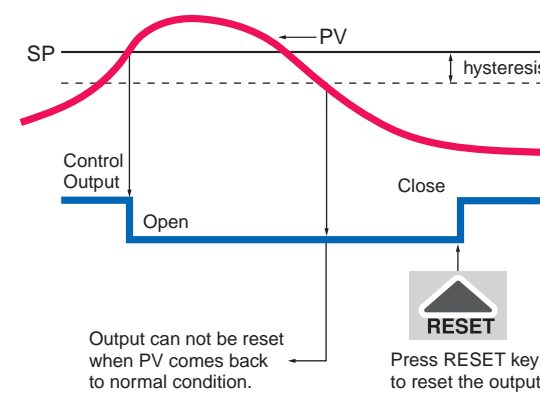 PV
SP
hysteresis
Control
Output
Close
Open
RESET
Output can not be reset
when PV comes back
to normal condition.
Press RESET key
to reset the output